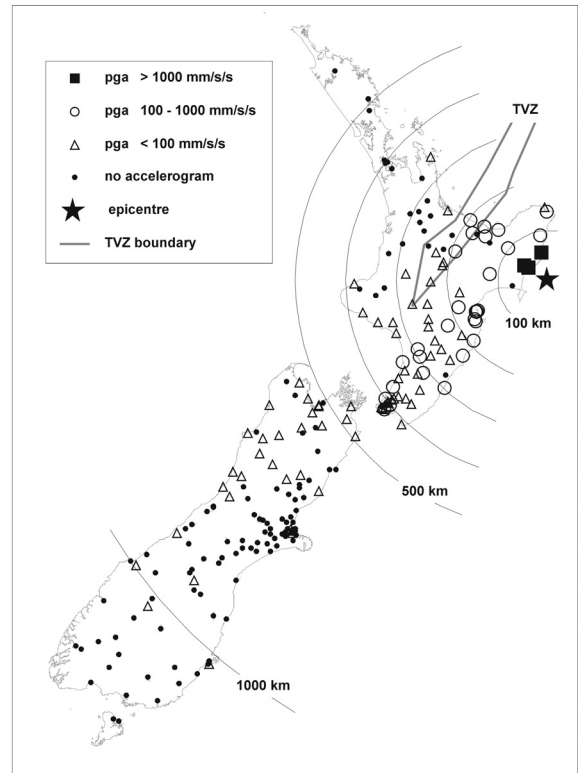 pga > 1000 mm/s/s
pga 100 - 1000 mm/s/s
pga < 100 mm/s/s
no accelerogram
epicentre
TVZ boundary
TVZ
100 km
500 km
1000 km